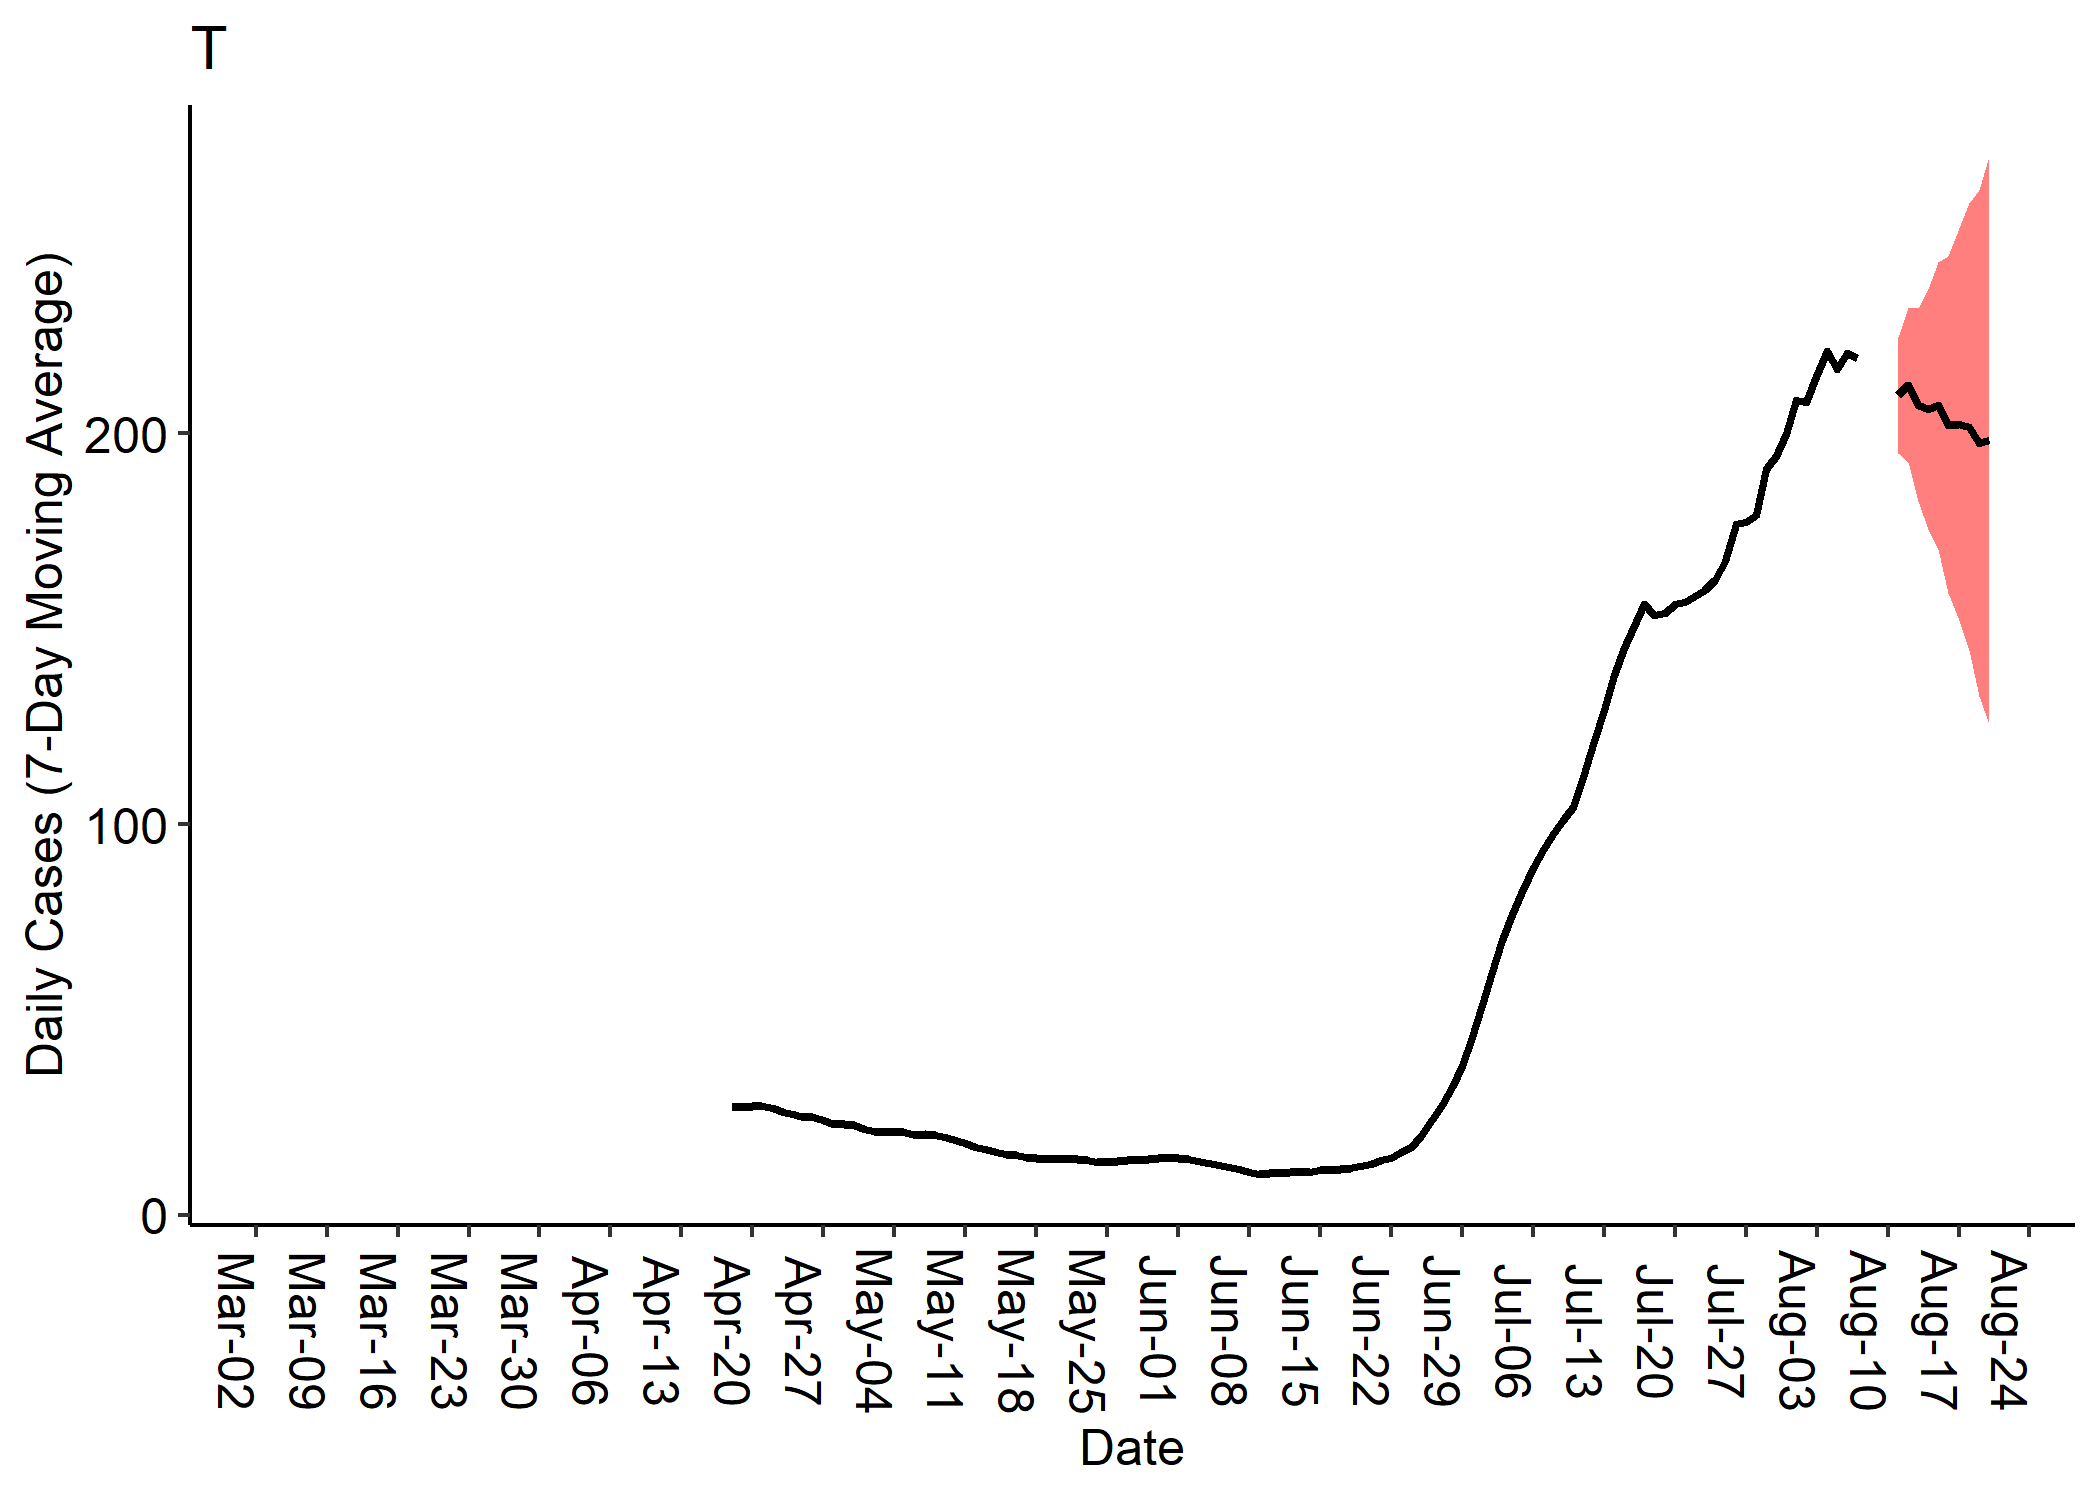 T
Daily Cases (7-Day Moving Average)
200
100
0
Mar-02
Mar-09
Mar-16
Mar-23
Mar-30
Apr-06
Apr-13
Apr-20
Apr-27
May-04
May-11
May-18
May-25
Jun-01
Jun-08
Jun-15
Jun-22
Jun-29
Jul-06
Jul-13
Jul-20
Jul-27
Aug-03
Aug-10
Aug-17
Aug-24
Date